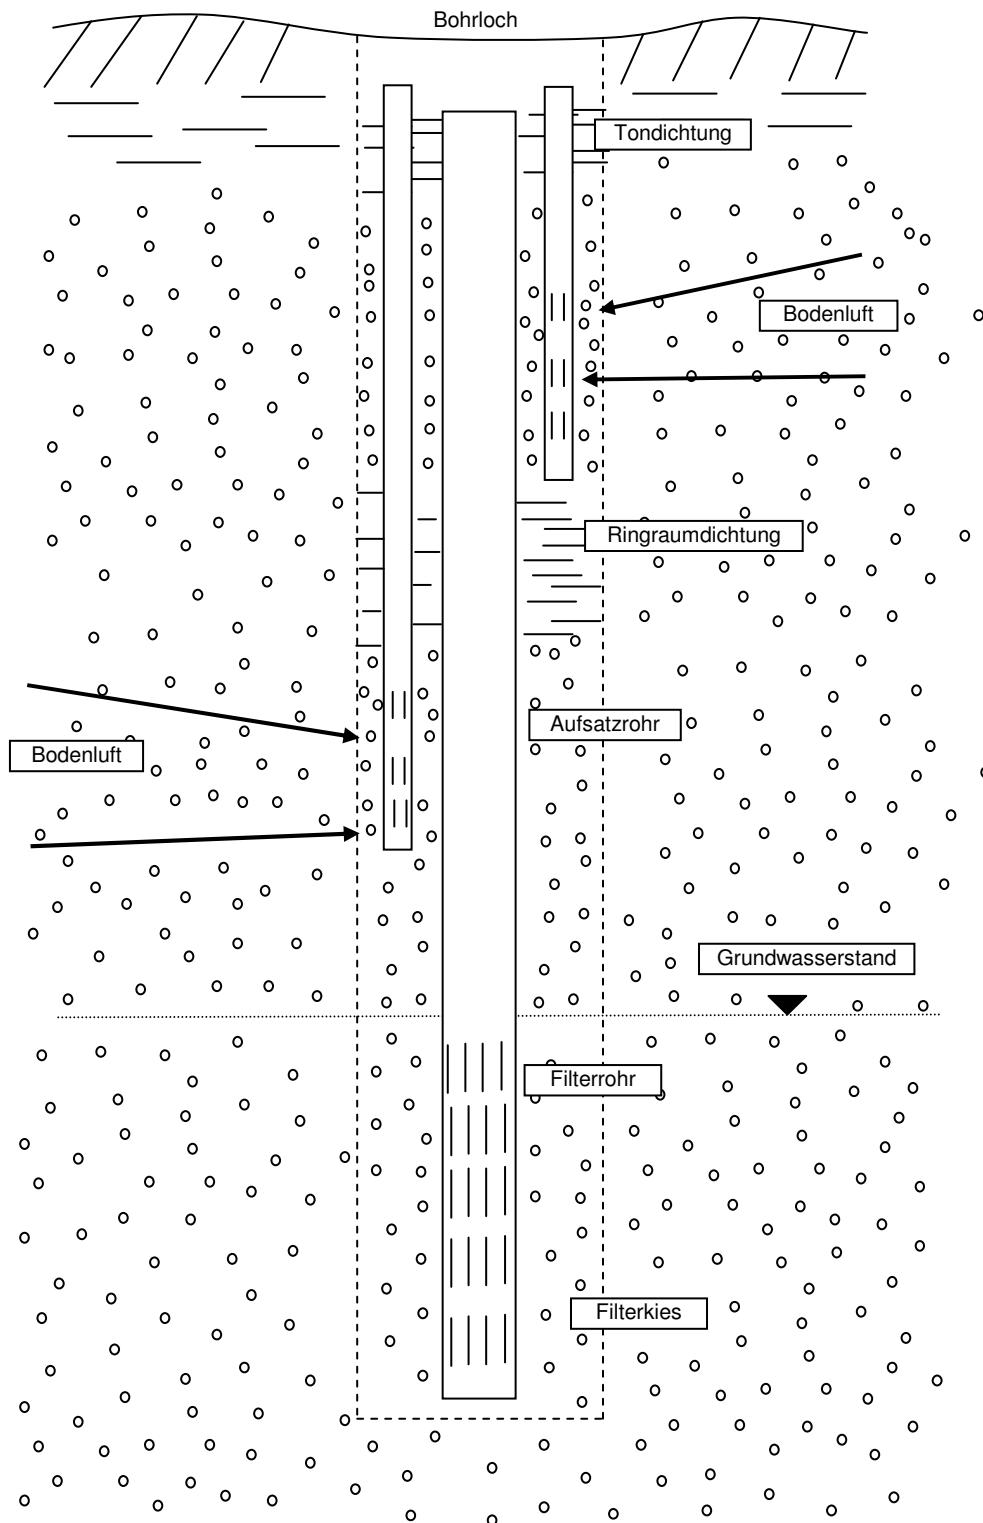 Bohrloch
Tondichtung
Bodenluft
Ringraumdichtung
Aufsatzrohr
Bodenluft
Grundwasserstand
Filterrohr
Filterkies